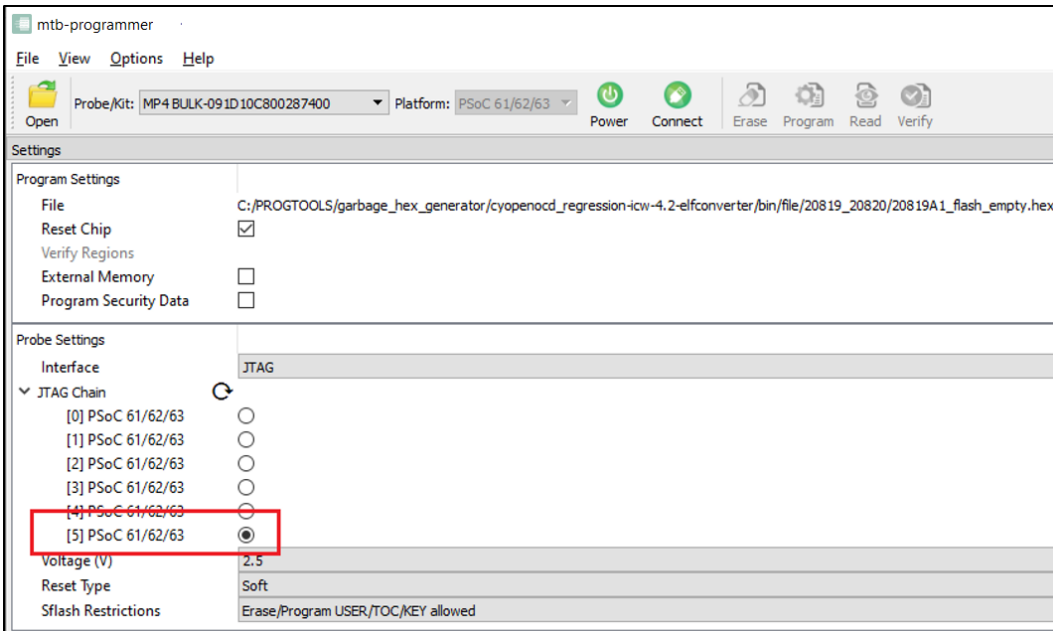 mtb-programmer
File View Options Help
Open Probe/Kit: MP4 BULK-091D10C800287400 Platform: PSoC 61/62/63 Power Connect Erase Program Read Verify
Settings
Program Settings
File C:/PROGTOOLS/garbage_hex_generator/cyopenocd_regression-icw-4.2-elfconverter/bin/file/20819_20820/20819A1_flash_empty.hex
Reset Chip
Verify Regions
External Memory
Program Security Data
Probe Settings
Interface JTAG
JTAG Chain
[0] PSoC 61/62/63
[1] PSoC 61/62/63
[2] PSoC 61/62/63
[3] PSoC 61/62/63
[4] PSoC 61/62/63
[5] PSoC 61/62/63
Voltage (V) 2.5
Reset Type Soft
Sflash Restrictions Erase/Program USER/TOC/KEY allowed